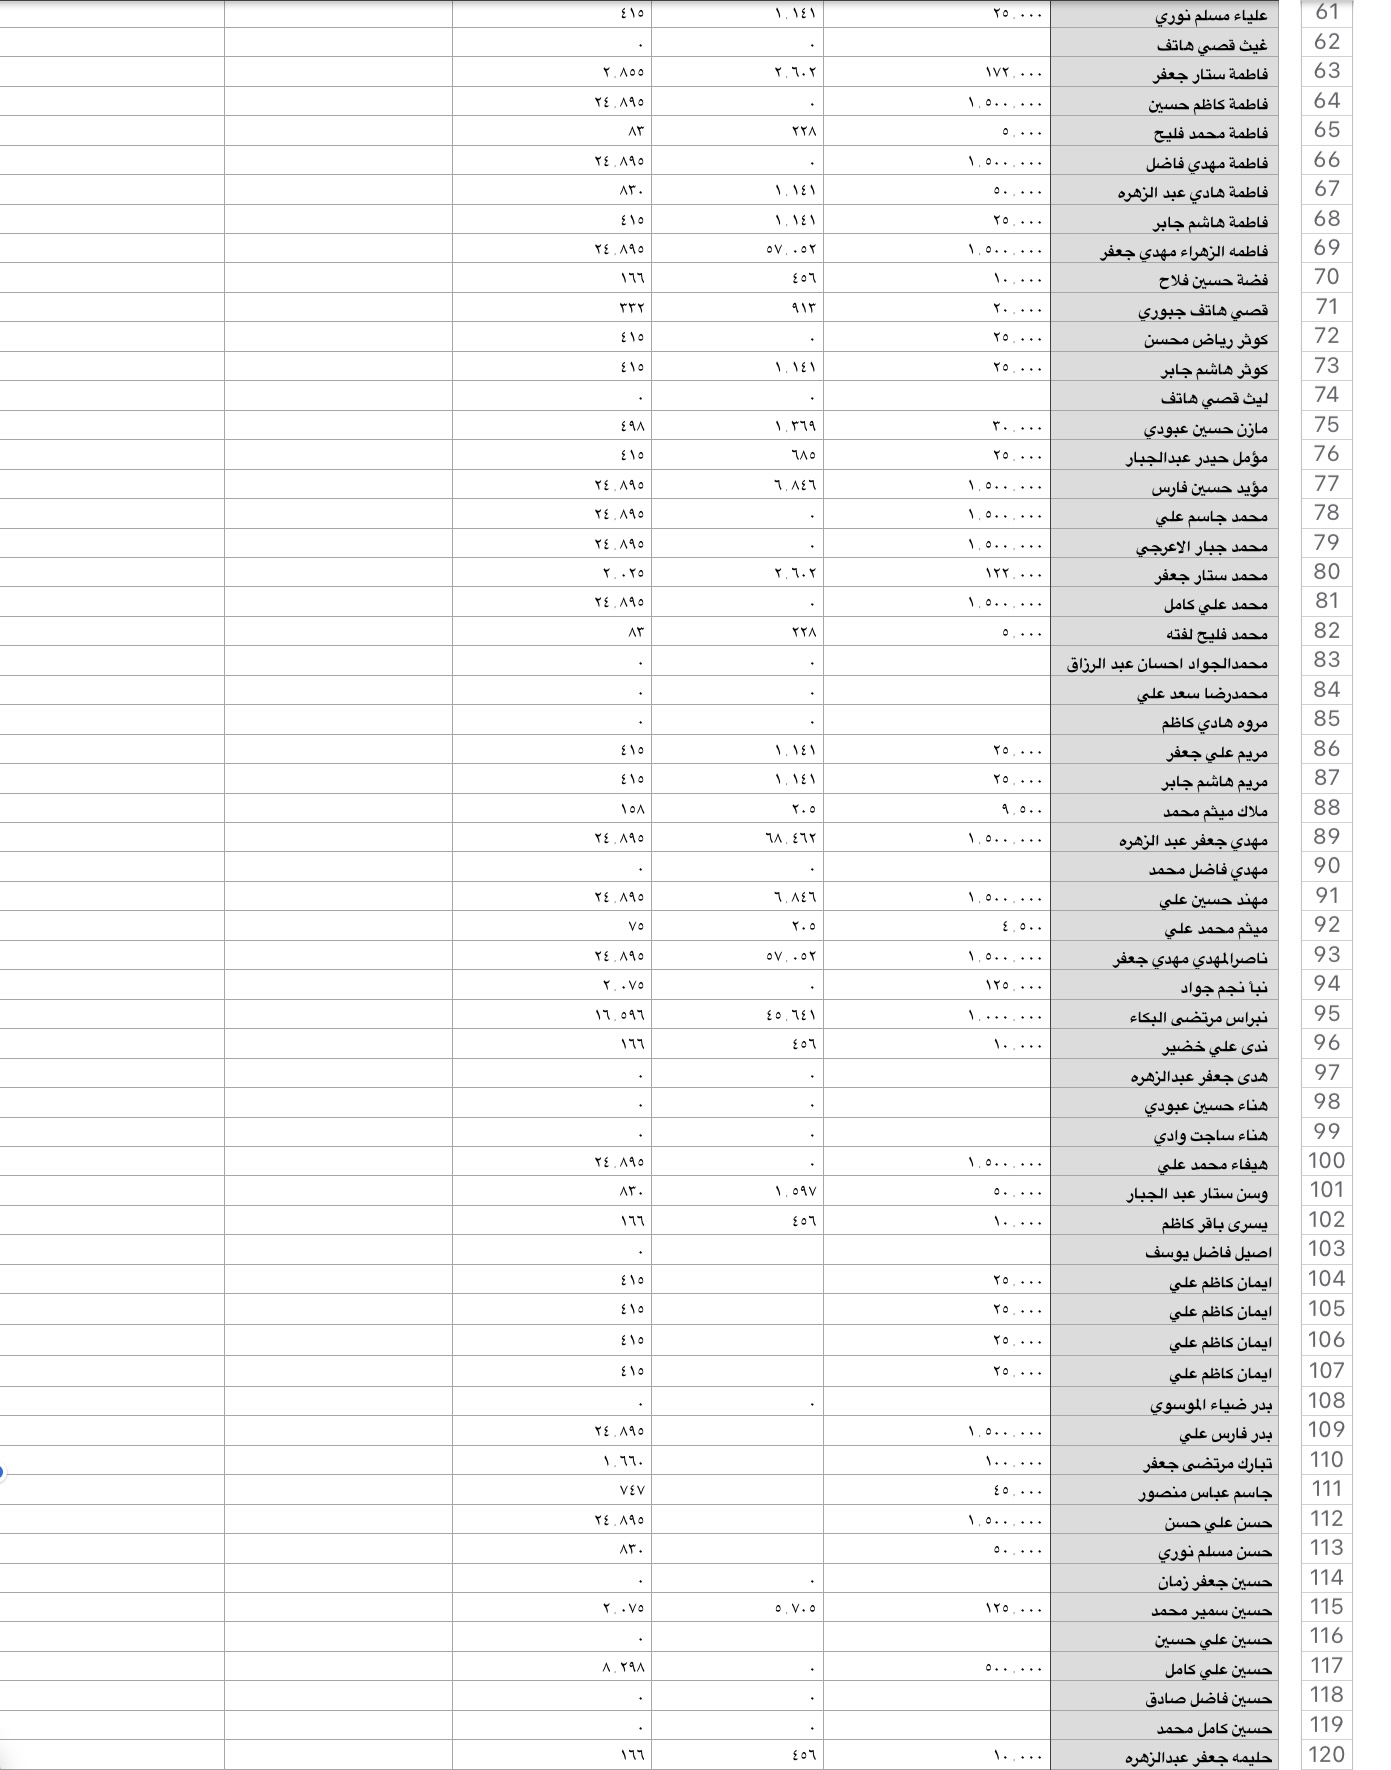 61 علياء مسلم نوري ٢٥٬٠٠٠ ١٬١٤١ ٤١٥
62 غيث قصي هاتف ٠ ٠
63 فاطمة ستار جعفر ١٧٢٬٠٠٠ ٢٬٦٠٢ ٢٬٨٥٥
64 فاطمة كاظم حسين ١٬٥٠٠٬٠٠٠ ٠ ٢٤٬٨٩٥
65 فاطمة محمد فليح ٥٬٠٠٠ ٢٢٨ ٨٣
66 فاطمة مهدي فاضل ١٬٥٠٠٬٠٠٠ ٠ ٢٤٬٨٩٥
67 فاطمة هادي عبد الزهره ٥٠٬٠٠٠ ١٬١٤١ ٨٣٠
68 فاطمة هاشم جابر ٢٥٬٠٠٠ ١٬١٤١ ٤١٥
69 فاطمه الزهراء مهدي جعفر ١٬٥٠٠٬٠٠٠ ٥٧٬٠٥٢ ٢٤٬٨٩٥
70 فضة حسين فلاح ١٠٬٠٠٠ ٤٥٦ ١٦٦
71 قصي هاتف جبوري ٢٠٬٠٠٠ ٩١٣ ٣٣٢
72 كوثر رياض محسن ٢٥٬٠٠٠ ٠ ٤١٥
73 كوثر هاشم جابر ٢٥٬٠٠٠ ١٬١٤١ ٤١٥
74 ليث قصي هاتف ٠ ٠
75 مازن حسين عبودي ٣٠٬٠٠٠ ١٬٣٦٩ ٤٩٨
76 مؤمل حيدر عبدالجبار ٢٥٬٠٠٠ ٦٨٥ ٤١٥
77 مؤيد حسين فارس ١٬٥٠٠٬٠٠٠ ٦٬٨٤٦ ٢٤٬٨٩٥
78 محمد جاسم علي ١٬٥٠٠٬٠٠٠ ٠ ٢٤٬٨٩٥
79 محمد جبار الاعرجي ١٬٥٠٠٬٠٠٠ ٠ ٢٤٬٨٩٥
80 محمد ستار جعفر ١٢٢٬٠٠٠ ٢٬٦٠٢ ٢٬٠٢٥
81 محمد علي كامل ١٬٥٠٠٬٠٠٠ ٠ ٢٤٬٨٩٥
82 محمد فليح لفته ٥٬٠٠٠ ٢٢٨ ٨٣
83 محمدالجواد احسان عبد الرزاق ٠ ٠
84 محمدرضا سعد علي ٠ ٠
85 مروه هادي كاظم ٠ ٠
86 مريم علي جعفر ٢٥٬٠٠٠ ١٬١٤١ ٤١٥
87 مريم هاشم جابر ٢٥٬٠٠٠ ١٬١٤١ ٤١٥
88 ملاك ميثم محمد ٩٬٥٠٠ ٢٠٥ ١٥٨
89 مهدي جعفر عبد الزهره ١٬٥٠٠٬٠٠٠ ٦٨٬٤٦٢ ٢٤٬٨٩٥
90 مهدي فاضل محمد ٠ ٠
91 مهند حسين علي ١٬٥٠٠٬٠٠٠ ٦٬٨٤٦ ٢٤٬٨٩٥
92 ميثم محمد علي ٤٬٥٠٠ ٢٠٥ ٧٥
93 ناصرالمهدي مهدي جعفر ١٬٥٠٠٬٠٠٠ ٥٧٬٠٥٢ ٢٤٬٨٩٥
94 نبأ نجم جواد ١٢٥٬٠٠٠ ٠ ٢٬٠٧٥
95 نبراس مرتضى البكاء ١٬٠٠٠٬٠٠٠ ٤٥٬٦٤١ ١٦٬٥٩٦
96 ندى علي خضير ١٠٬٠٠٠ ٤٥٦ ١٦٦
97 هدى جعفر عبدالزهره ٠ ٠
98 هناء حسين عبودي ٠ ٠
99 هناء ساجت وادي ٠ ٠
100 هيفاء محمد علي ١٬٥٠٠٬٠٠٠ ٠ ٢٤٬٨٩٥
101 وسن ستار عبد الجبار ٥٠٬٠٠٠ ١٬٥٩٧ ٨٣٠
102 يسرى باقر كاظم ١٠٬٠٠٠ ٤٥٦ ١٦٦
103 اصيل فاضل يوسف ٠
104 ايمان كاظم علي ٢٥٬٠٠٠ ٤١٥
105 ايمان كاظم علي ٢٥٬٠٠٠ ٤١٥
106 ايمان كاظم علي ٢٥٬٠٠٠ ٤١٥
107 ايمان كاظم علي ٢٥٬٠٠٠ ٤١٥
108 بدر ضياء الموسوي ٠ ٠
109 بدر فارس علي ١٬٥٠٠٬٠٠٠ ٢٤٬٨٩٥
110 تبارك مرتضى جعفر ١٠٠٬٠٠٠ ١٬٦٦٠
111 جاسم عباس منصور ٤٥٬٠٠٠ ٧٤٧
112 حسن علي حسن ١٬٥٠٠٬٠٠٠ ٢٤٬٨٩٥
113 حسن مسلم نوري ٥٠٬٠٠٠ ٨٣٠
114 حسين جعفر زمان ٠ ٠
115 حسين سمير محمد ١٢٥٬٠٠٠ ٥٬٧٠٥ ٢٬٠٧٥
116 حسين علي حسين ٠
117 حسين علي كامل ٥٠٠٬٠٠٠ ٠ ٨٬٢٩٨
118 حسين فاضل صادق ٠ ٠
119 حسين كامل محمد ٠ ٠
120 حليمه جعفر عبدالزهره ١٠٬٠٠٠ ٤٥٦ ١٦٦